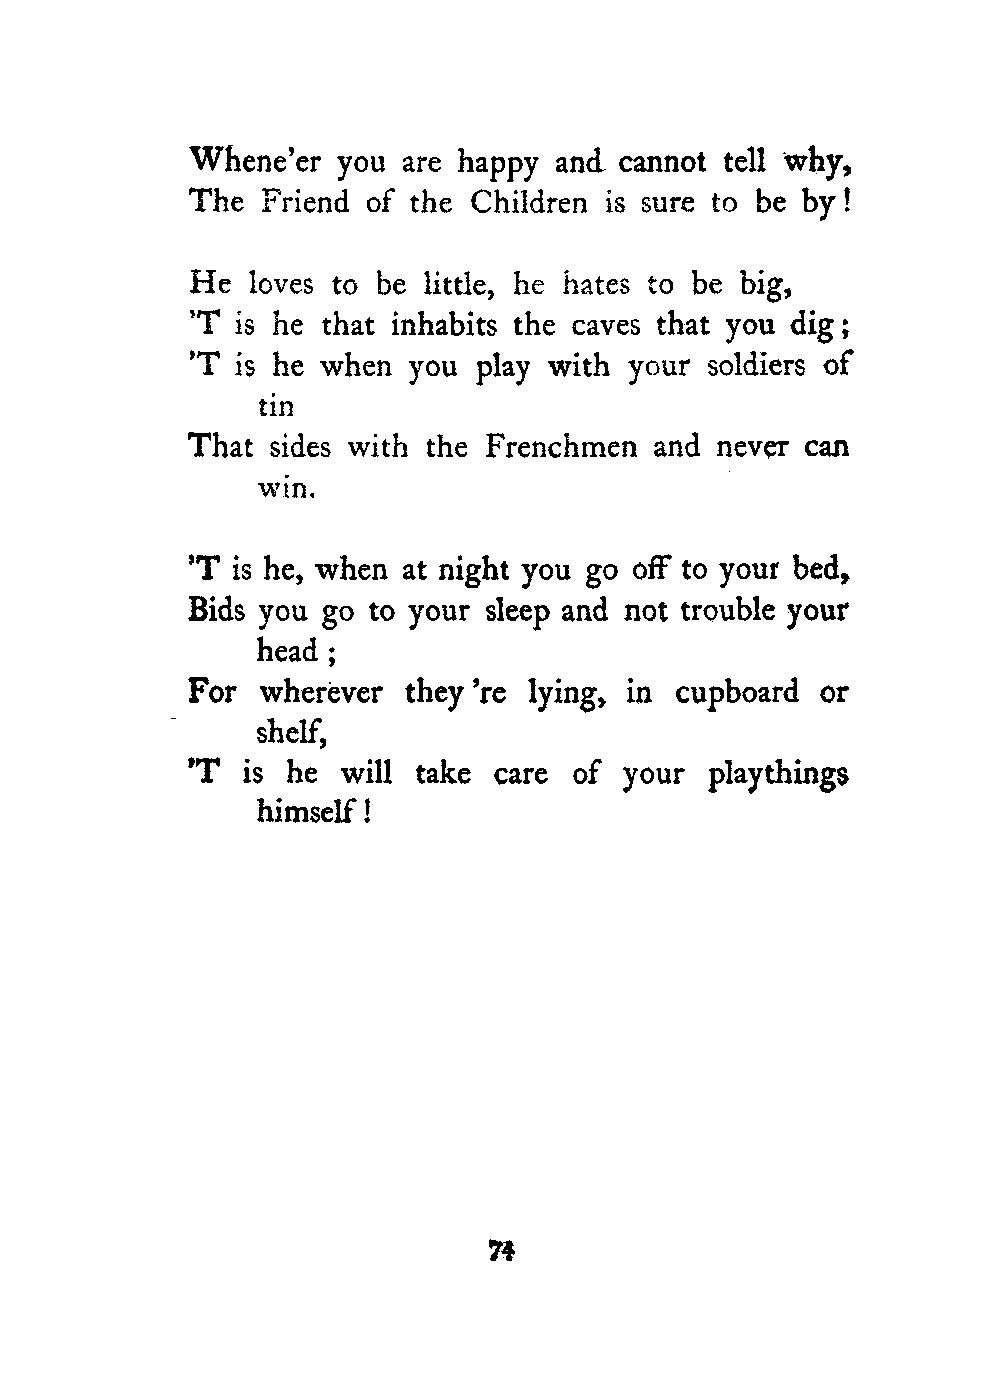 Whene'er you are happy and cannot tell why,
The Friend of the Children is sure to be by!
He loves to be little, he hates to be big,
'T is he that inhabits the caves that you dig;
'T is he when you play with your soldiers of
tin
That sides with the Frenchmen and never can
win.
'T is he, when at night you go off to your bed,
Bids you go to your sleep and not trouble your
head;
For wherever they 're lying, in cupboard or
shelf,
'T is he will take care of your playthings
himself!
74